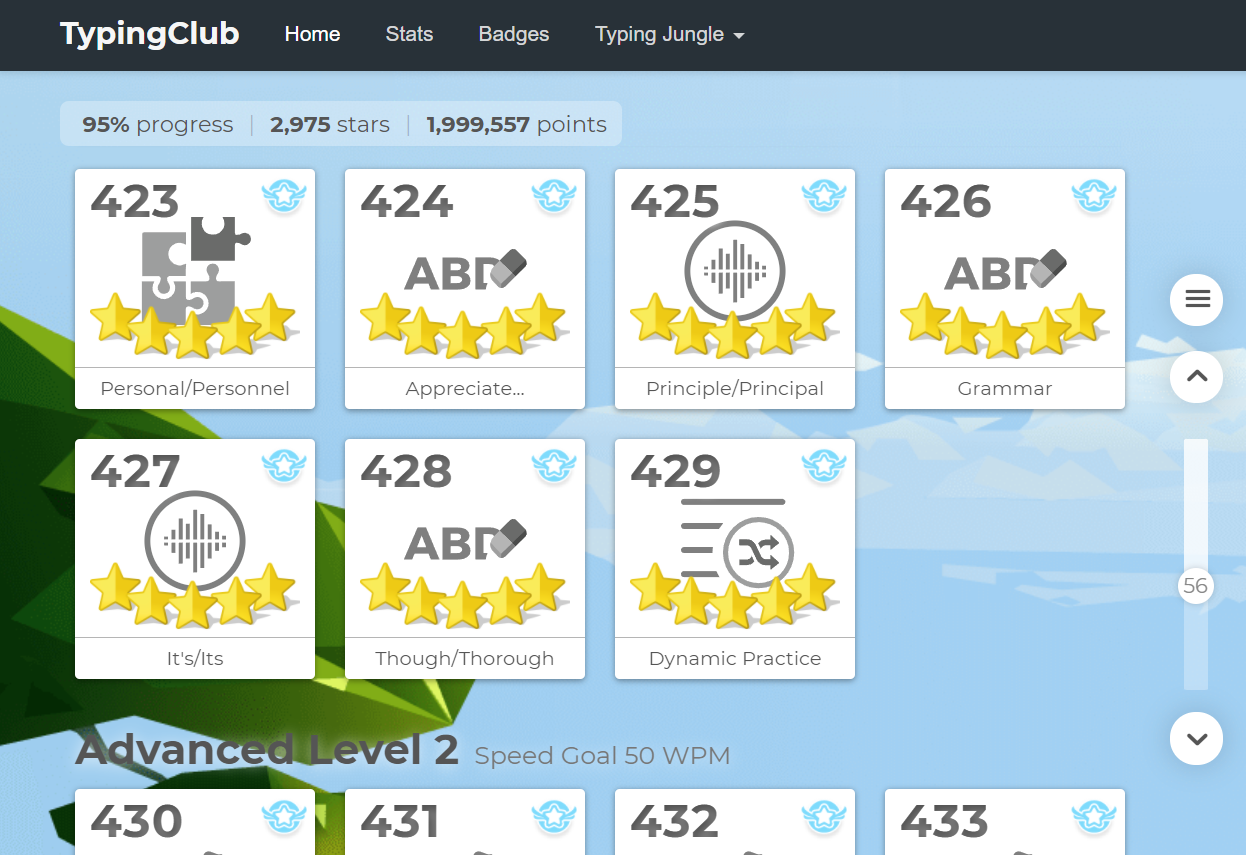 TypingClub Home Stats Badges Typing Jungle
95% progress | 2,975 stars | 1,999,557 points
423 424 425 426
ABD ABD
Personal/Personnel Appreciate... Principle/Principal Grammar
427 428 429
ABD
It's/Its Though/Thorough Dynamic Practice
56
Advanced Level 2 Speed Goal 50 WPM
430 431 432 433